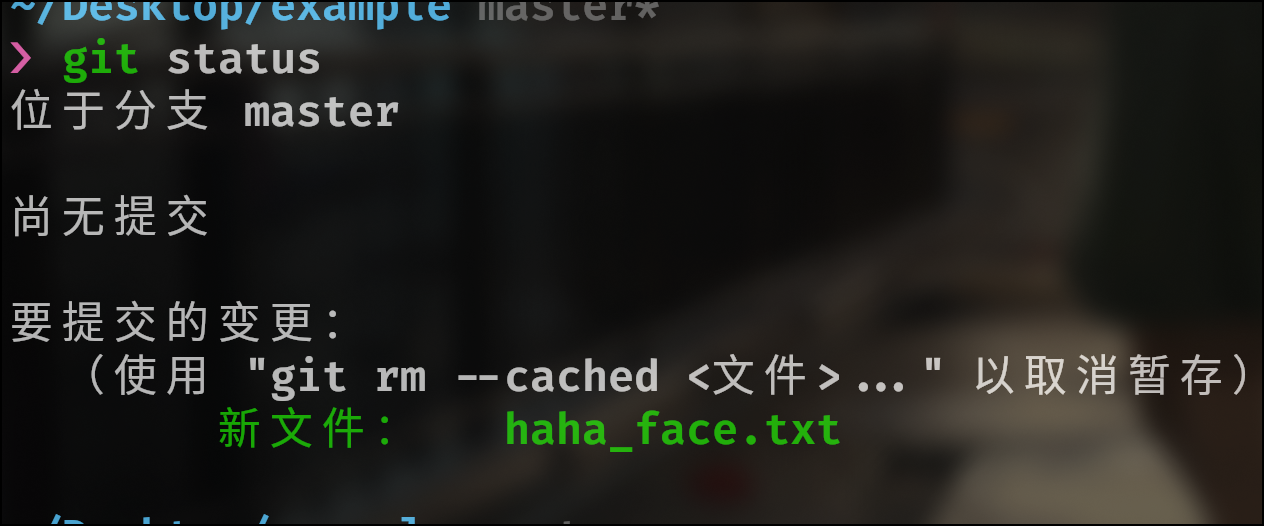 ~/Desktop/example master*
❯ git status
位于分支 master
尚无提交
要提交的变更：
（使用 "git rm --cached <文件>..." 以取消暂存）
新文件： haha_face.txt